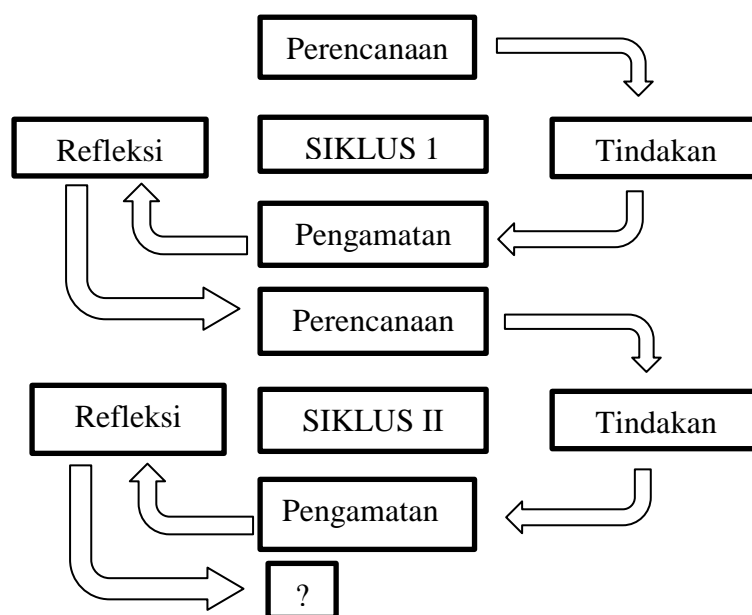 Perencanaan
Refleksi
SIKLUS 1
Tindakan
Pengamatan
Perencanaan
Refleksi
SIKLUS II
Tindakan
Pengamatan
?